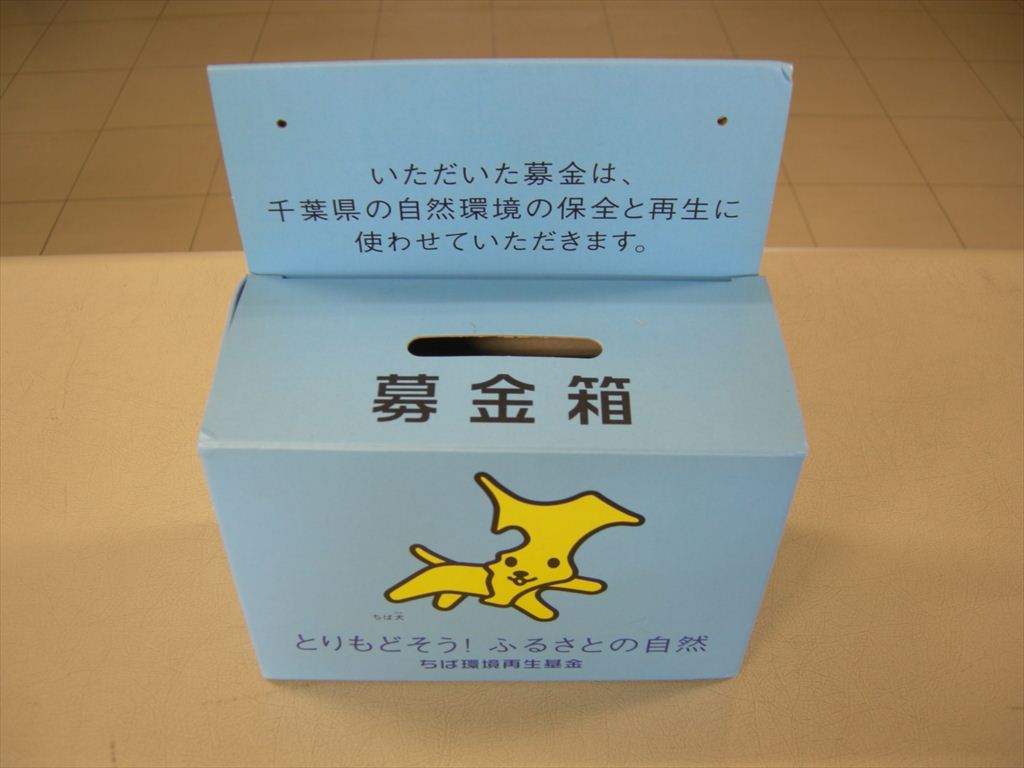 いただいた募金は、
千葉県の自然環境の保全と再生に
使わせていただきます。
募金箱
ちば犬
とりもどそう! ふるさとの自然
ちば環境再生基金